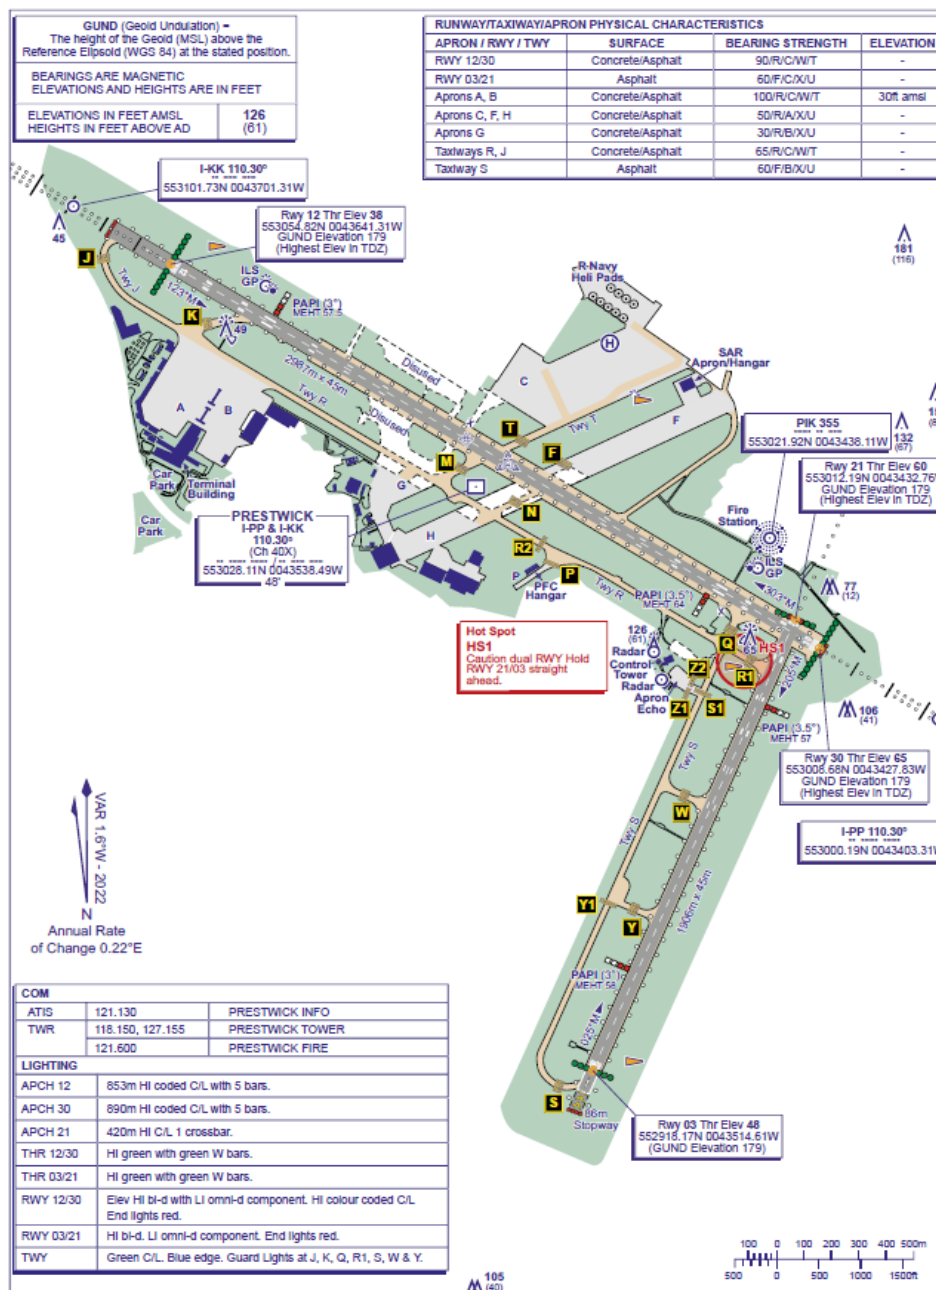 GUND (Geoid Undulation) =
The height of the Geoid (MSL) above the
Reference Elipsoid (WGS 84) at the stated position.
BEARINGS ARE MAGNETIC
ELEVATIONS AND HEIGHTS ARE IN FEET
ELEVATIONS IN FEET AMSL 126
HEIGHTS IN FEET ABOVE AD (61)
RUNWAY/TAXIWAY/APRON PHYSICAL CHARACTERISTICS
APRON / RWY / TWY SURFACE BEARING STRENGTH ELEVATION
RWY 12/30 Concrete/Asphalt 90/R/C/W/T -
RWY 03/21 Asphalt 60/F/C/X/U -
Aprons A, B Concrete/Asphalt 100/R/C/W/T 30ft amsl
Aprons C, F, H Concrete/Asphalt 50/R/A/X/U -
Aprons G Concrete/Asphalt 30/R/B/X/U -
Taxiways R, J Concrete/Asphalt 65/R/C/W/T -
Taxiway S Asphalt 60/F/B/X/U -
I-KK 110.30°
553101.73N 0043701.31W
45
Rwy 12 Thr Elev 38
553054.82N 0043641.31W
GUND Elevation 179
(Highest Elev in TDZ)
181
(116)
J
Twy J
123°M
ILS
GP
PAPI (3°)
MEHT 57.5
R-Navy
Heli Pads
K
49
H
SAR
Apron/Hangar
2987m x 45m
Disused
C
Twy R
Disused
Twy T
F
A
B
T
F
M
PIK 355
553021.92N 0043438.11W
132
(67)
Rwy 21 Thr Elev 60
553012.19N 0043432.76W
GUND Elevation 179
(Highest Elev in TDZ)
Car
Park
Terminal
Building
G
N
Fire
Station
Car
Park
PRESTWICK
I-PP & I-KK
110.30°
(Ch 40X)
553028.11N 0043538.49W
48'
H
R2
P
P
PFC
Hangar
Twy R
ILS
GP
303°M
77
(12)
PAPI (3.5°)
MEHT 64
Hot Spot
HS1
Caution dual RWY Hold
RWY 21/03 straight
ahead.
126
(61)
Radar
Control
Tower
Radar
Apron
Echo
Q
65
HS1
R1
Z2
Z1
S1
205°M
106
(41)
PAPI (3.5°)
MEHT 57
Twy S
Rwy 30 Thr Elev 65
553008.68N 0043427.83W
GUND Elevation 179
(Highest Elev in TDZ)
W
I-PP 110.30°
553000.19N 0043403.31W
VAR 1.6°W - 2022
N
Annual Rate
of Change 0.22°E
Twy S
Y1
Y
1906m x 45m
PAPI (3°)
MEHT 58
025°M
S
86m
Stopway
Rwy 03 Thr Elev 48
552918.17N 0043514.61W
(GUND Elevation 179)
COM
ATIS 121.130 PRESTWICK INFO
TWR 118.150, 127.155 PRESTWICK TOWER
121.600 PRESTWICK FIRE
LIGHTING
APCH 12 853m HI coded C/L with 5 bars.
APCH 30 890m HI coded C/L with 5 bars.
APCH 21 420m HI C/L 1 crossbar.
THR 12/30 HI green with green W bars.
THR 03/21 HI green with green W bars.
RWY 12/30 Elev HI bi-d with LI omni-d component. HI colour coded C/L
End lights red.
RWY 03/21 HI bi-d. LI omni-d component. End lights red.
TWY Green C/L. Blue edge. Guard Lights at J, K, Q, R1, S, W & Y.
100 0 100 200 300 400 500m
500 0 500 1000 1500ft
105
(40)